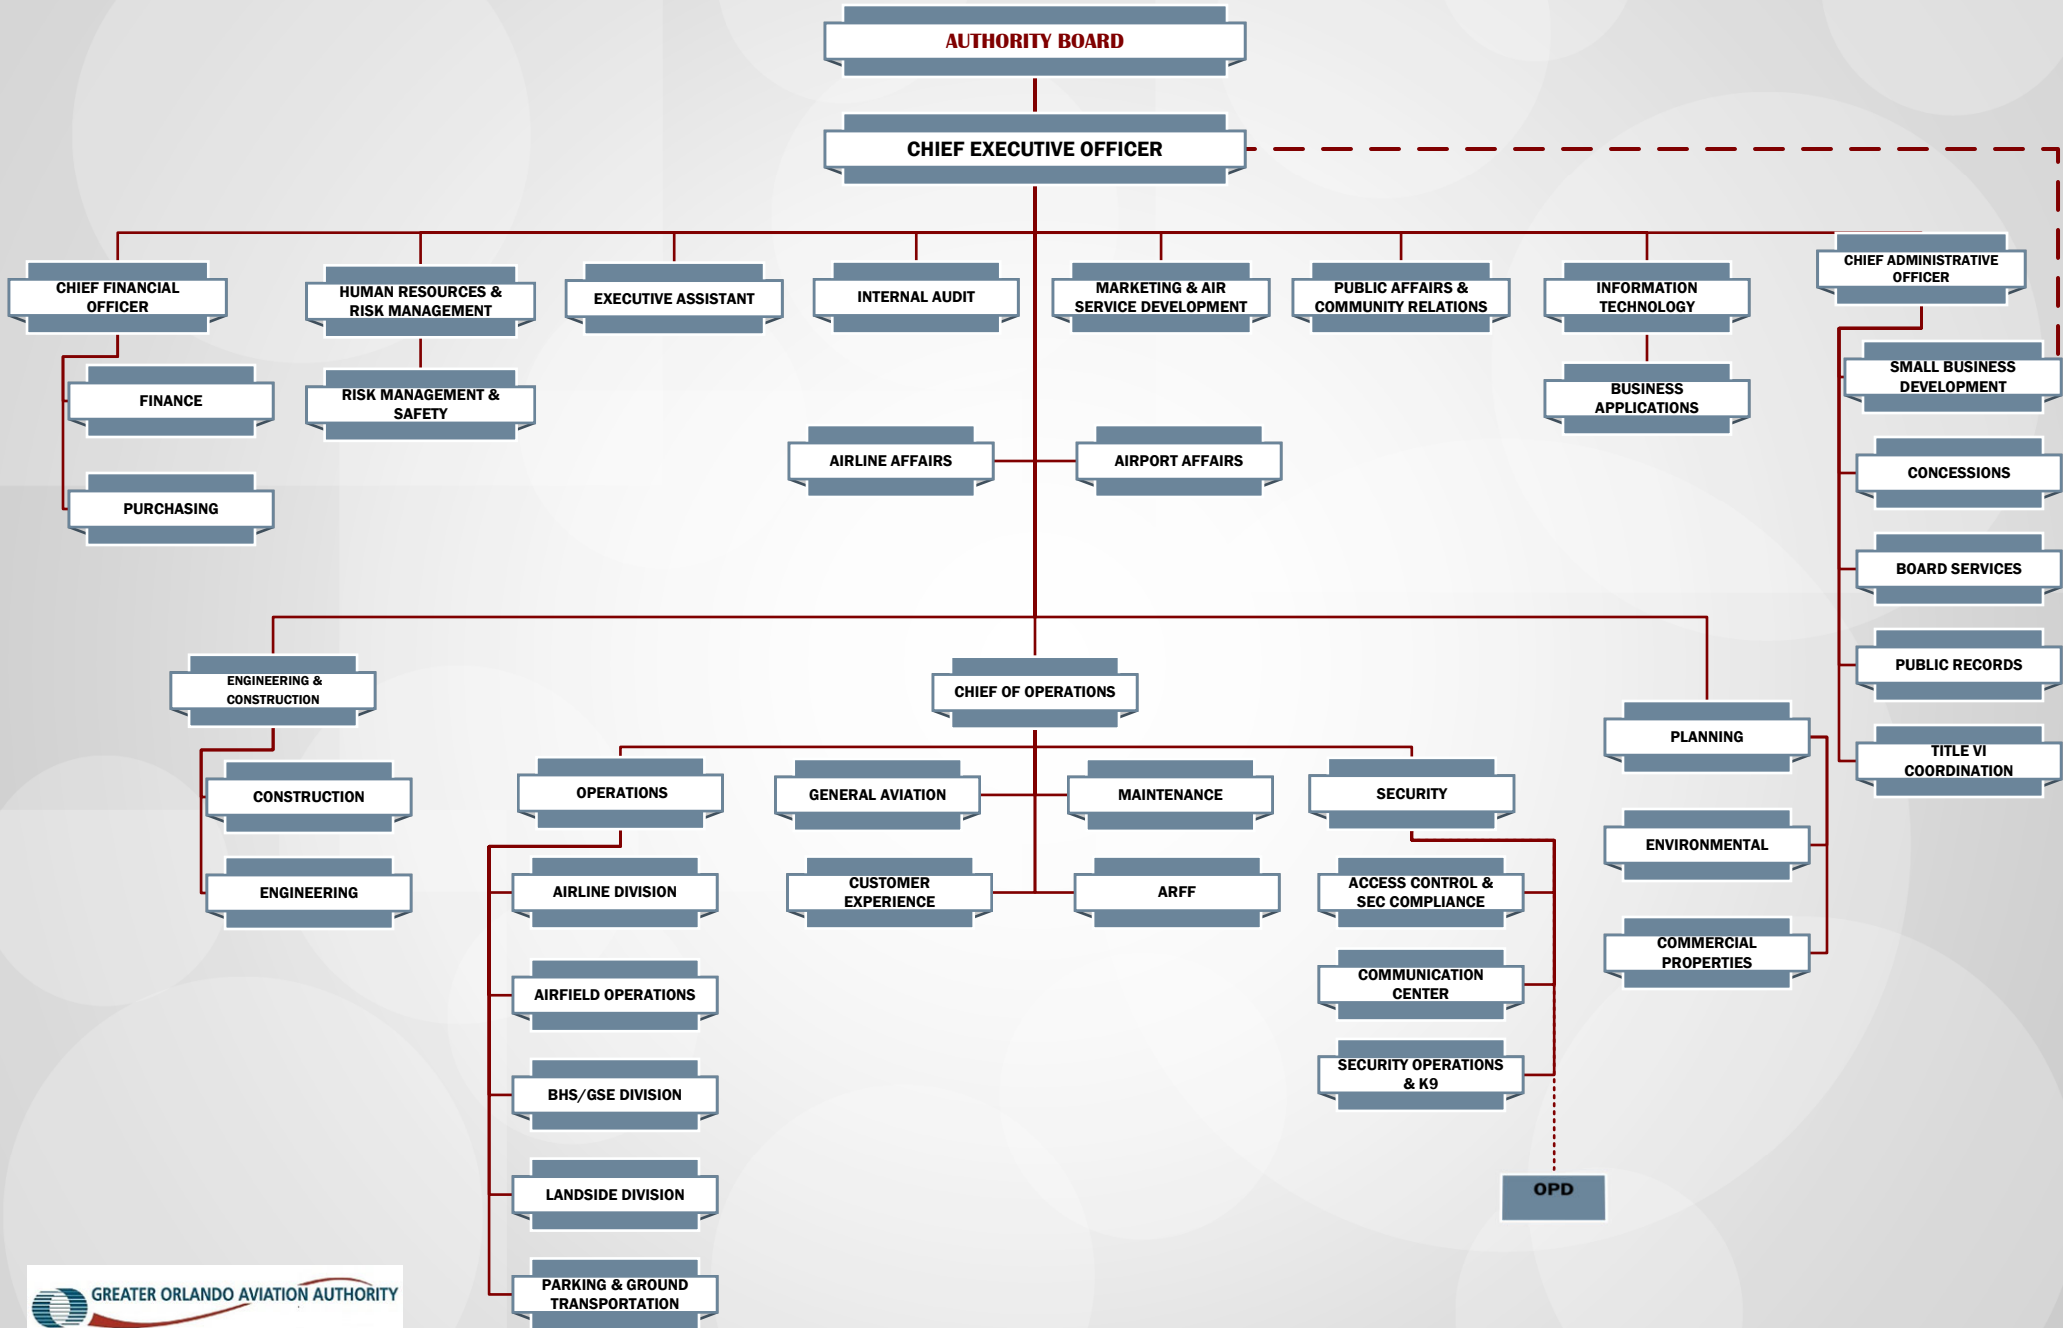 AUTHORITY BOARD
CHIEF EXECUTIVE OFFICER
CHIEF FINANCIAL
OFFICER
HUMAN RESOURCES &
RISK MANAGEMENT
EXECUTIVE ASSISTANT
INTERNAL AUDIT
MARKETING & AIR
SERVICE DEVELOPMENT
PUBLIC AFFAIRS &
COMMUNITY RELATIONS
INFORMATION
TECHNOLOGY
CHIEF ADMINISTRATIVE
OFFICER
FINANCE
PURCHASING
RISK MANAGEMENT &
SAFETY
BUSINESS
APPLICATIONS
SMALL BUSINESS
DEVELOPMENT
CONCESSIONS
BOARD SERVICES
PUBLIC RECORDS
TITLE VI
COORDINATION
AIRLINE AFFAIRS
AIRPORT AFFAIRS
ENGINEERING &
CONSTRUCTION
CHIEF OF OPERATIONS
PLANNING
CONSTRUCTION
ENGINEERING
OPERATIONS
GENERAL AVIATION
MAINTENANCE
SECURITY
ENVIRONMENTAL
COMMERCIAL
PROPERTIES
AIRLINE DIVISION
CUSTOMER
EXPERIENCE
ARFF
ACCESS CONTROL &
SEC COMPLIANCE
AIRFIELD OPERATIONS
COMMUNICATION
CENTER
BHS/GSE DIVISION
SECURITY OPERATIONS
& K9
LANDSIDE DIVISION
OPD
PARKING & GROUND
TRANSPORTATION
GREATER ORLANDO AVIATION AUTHORITY